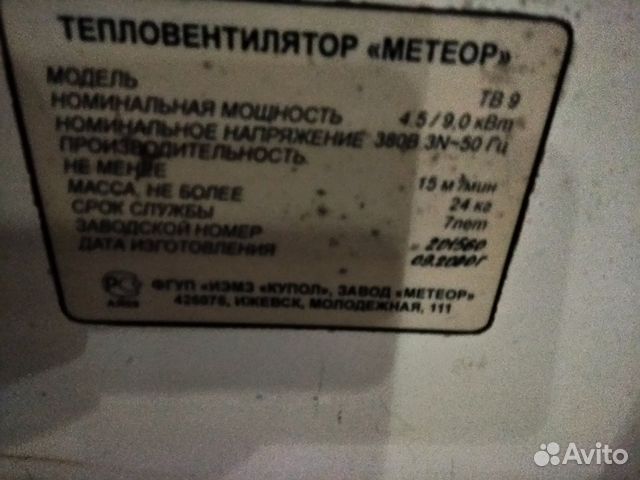 ТЕПЛОВЕНТИЛЯТОР «МЕТЕОР»
МОДЕЛЬ ТВ 9
НОМИНАЛЬНАЯ МОЩНОСТЬ 4.5 / 9,0 кВт
НОМИНАЛЬНОЕ НАПРЯЖЕНИЕ 380В 3N~50 Гц
ПРОИЗВОДИТЕЛЬНОСТЬ,
НЕ МЕНЕЕ 15 м³/мин
МАССА, НЕ БОЛЕЕ 24 кг
СРОК СЛУЖБЫ 7лет
ЗАВОДСКОЙ НОМЕР 201560
ДАТА ИЗГОТОВЛЕНИЯ
ФГУП «ИЭМЗ «КУПОЛ», ЗАВОД «МЕТЕОР»
426076, ИЖЕВСК, МОЛОДЕЖНАЯ, 111
Avito